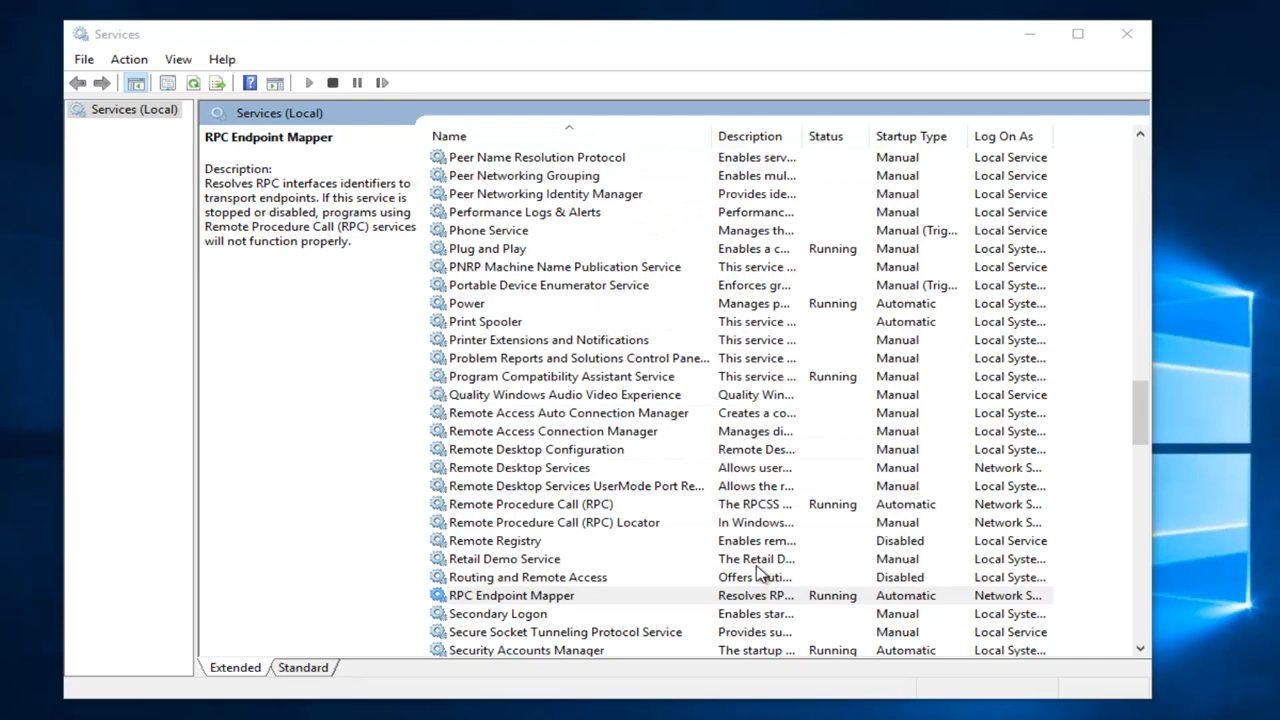 Services
File Action View Help
Services (Local)
Services (Local)
RPC Endpoint Mapper
Description:
Resolves RPC interfaces identifiers to
transport endpoints. If this service is
stopped or disabled, programs using
Remote Procedure Call (RPC) services
will not function properly.
Name Description Status Startup Type Log On As
Peer Name Resolution Protocol Enables serv... Manual Local Service
Peer Networking Grouping Enables mul... Manual Local Service
Peer Networking Identity Manager Provides ide... Manual Local Service
Performance Logs & Alerts Performanc... Manual Local Service
Phone Service Manages th... Manual (Trig... Local Service
Plug and Play Enables a c... Running Manual Local Syste...
PNRP Machine Name Publication Service This service ... Manual Local Service
Portable Device Enumerator Service Enforces gr... Manual (Trig... Local Syste...
Power Manages p... Running Automatic Local Syste...
Print Spooler This service ... Automatic Local Syste...
Printer Extensions and Notifications This service ... Manual Local Syste...
Problem Reports and Solutions Control Pane... This service ... Manual Local Syste...
Program Compatibility Assistant Service This service ... Running Manual Local Syste...
Quality Windows Audio Video Experience Quality Win... Manual Local Service
Remote Access Auto Connection Manager Creates a co... Manual Local Syste...
Remote Access Connection Manager Manages di... Manual Local Syste...
Remote Desktop Configuration Remote Des... Manual Local Syste...
Remote Desktop Services Allows user... Manual Network S...
Remote Desktop Services UserMode Port Re... Allows the r... Manual Local Syste...
Remote Procedure Call (RPC) The RPCSS ... Running Automatic Network S...
Remote Procedure Call (RPC) Locator In Windows... Manual Network S...
Remote Registry Enables rem... Disabled Local Service
Retail Demo Service The Retail D... Manual Local Syste...
Routing and Remote Access Offers Disabled Local Syste...
RPC Endpoint Mapper Resolves RP... Running Automatic Network S...
Secondary Logon Enables star... Manual Local Syste...
Secure Socket Tunneling Protocol Service Provides su... Manual Local Service
Security Accounts Manager The startup ... Running Automatic Local Syste...
Extended Standard